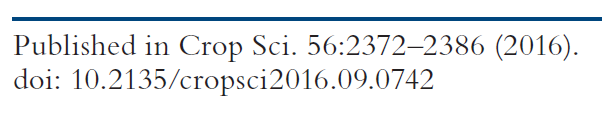 Published in Crop Sci. 56:2372–2386 (2016).
doi: 10.2135/cropsci2016.09.0742